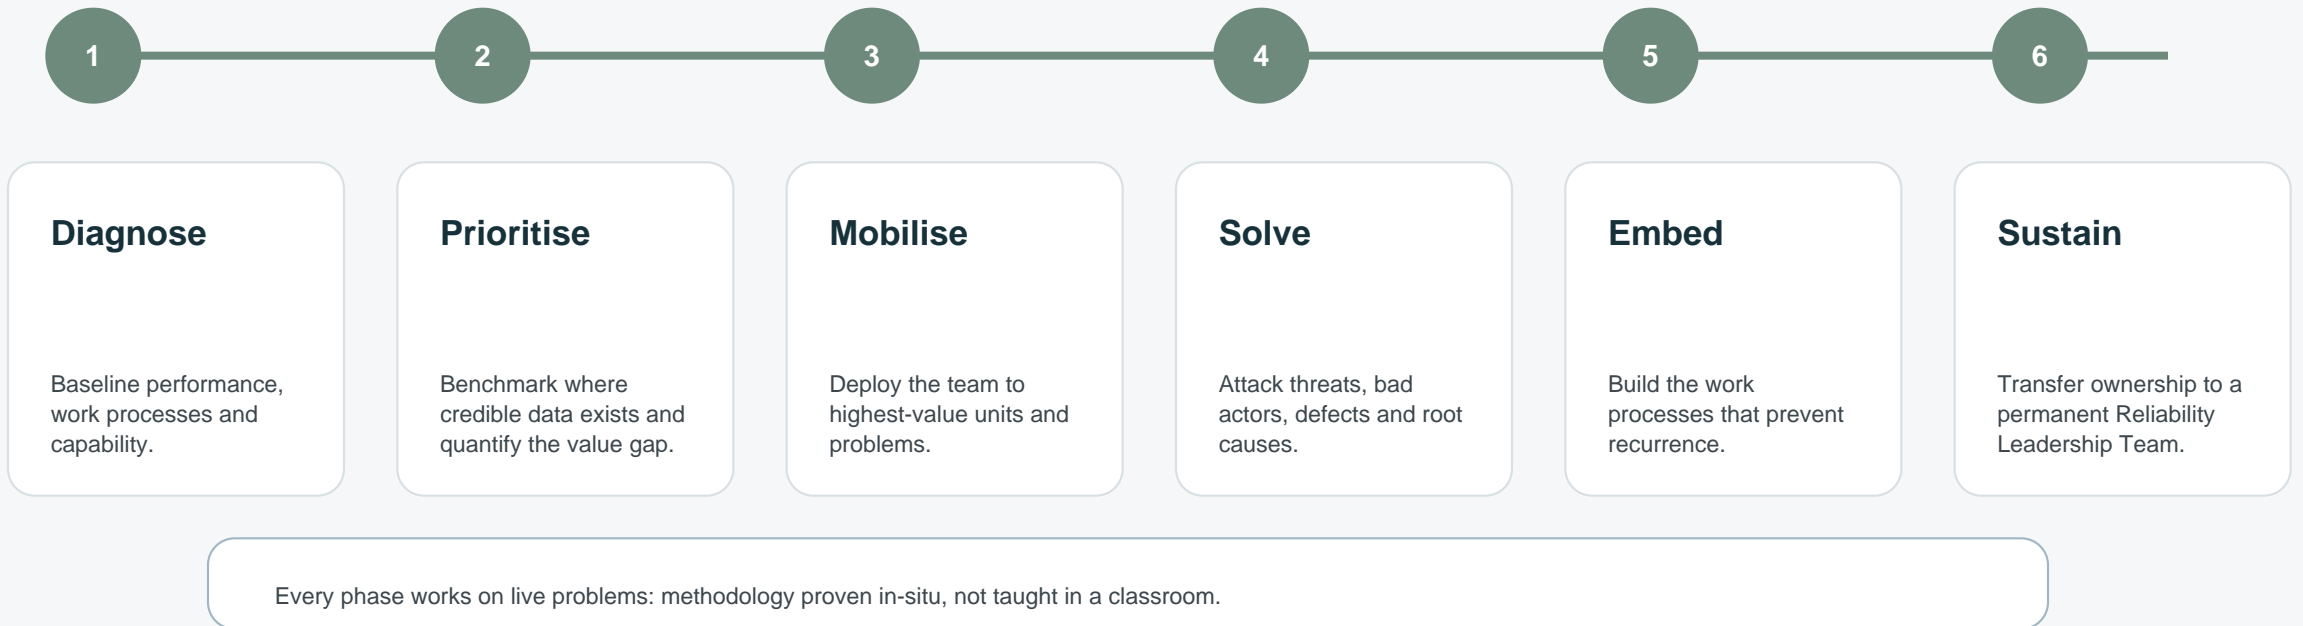 1
2
3
4
5
6
Diagnose
Baseline performance,
work processes and
capability.
Prioritise
Benchmark where
credible data exists and
quantify the value gap.
Mobilise
Deploy the team to
highest-value units and
problems.
Solve
Attack threats, bad
actors, defects and root
causes.
Embed
Build the work
processes that prevent
recurrence.
Sustain
Transfer ownership to a
permanent Reliability
Leadership Team.
Every phase works on live problems: methodology proven in-situ, not taught in a classroom.